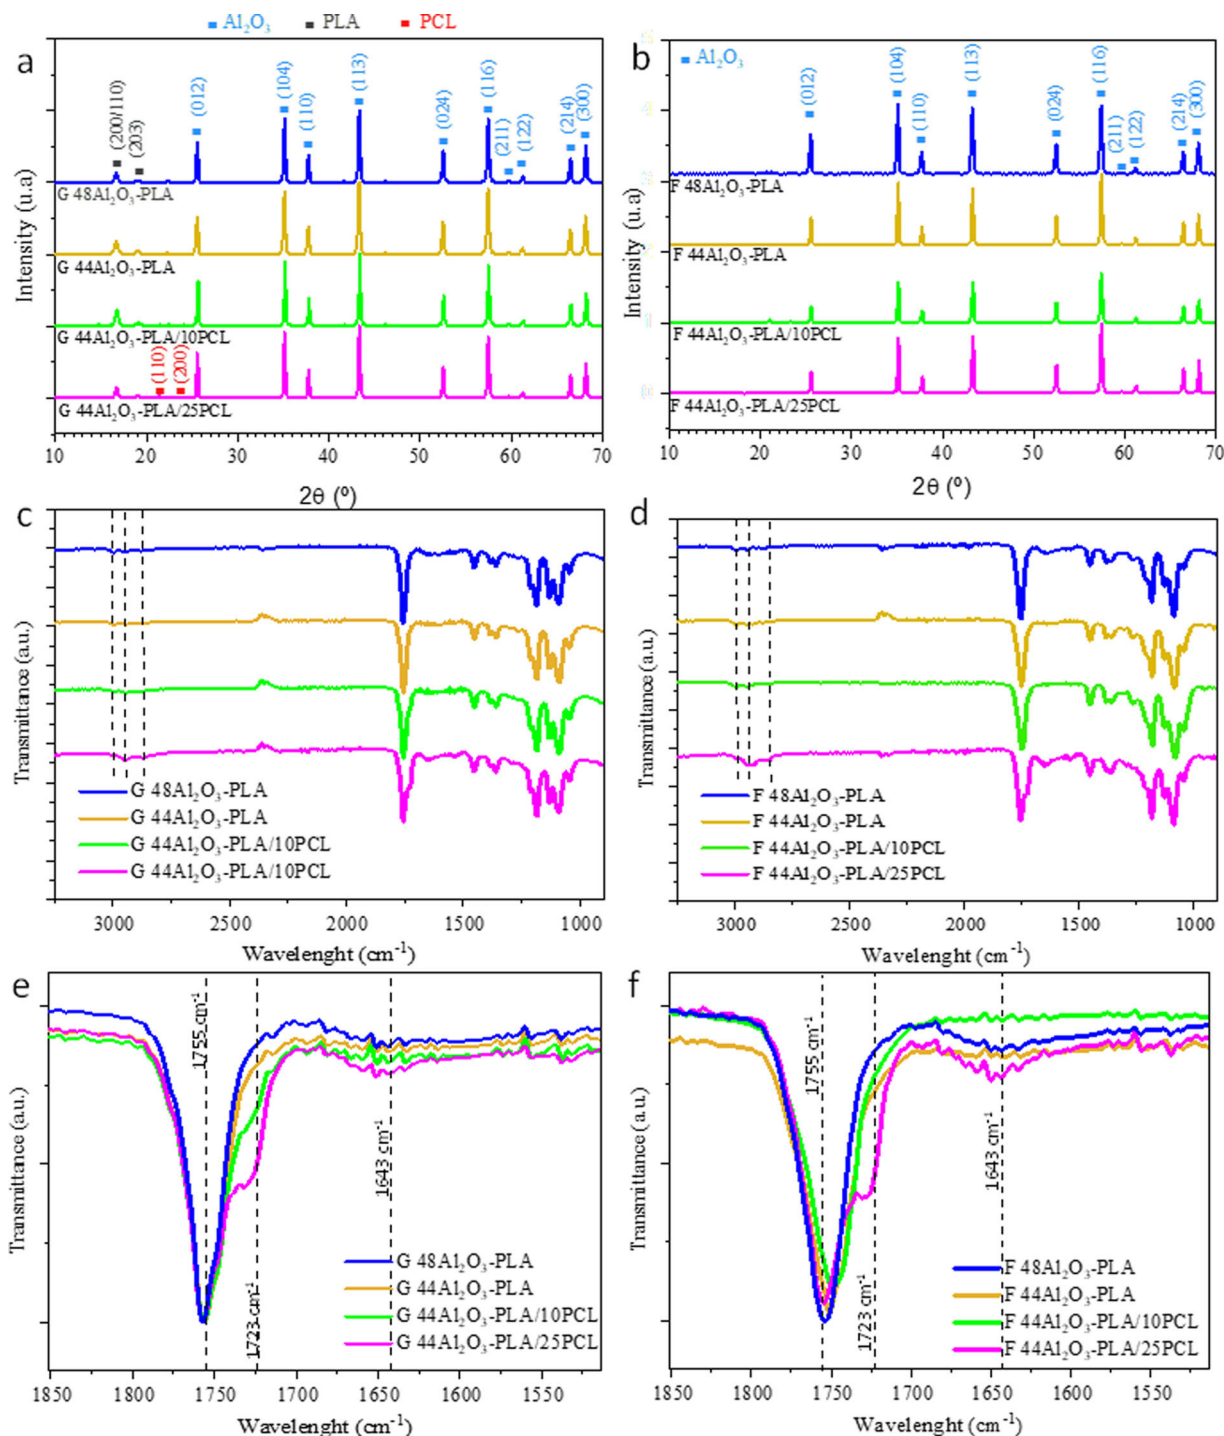 Al₂O₃ PLA PCL
a
(200/110)
(203)
(012)
(104)
(110)
(113)
(024)
(116)
(211)
(122)
(214)
(300)
G 48Al₂O₃-PLA
G 44Al₂O₃-PLA
G 44Al₂O₃-PLA/10PCL
(110)
(200)
G 44Al₂O₃-PLA/25PCL
Intensity (u.a)
10 20 30 40 50 60 70
2θ (º)
b
Al₂O₃
(012)
(104)
(110)
(113)
(024)
(116)
(211)
(122)
(214)
(300)
F 48Al₂O₃-PLA
F 44Al₂O₃-PLA
F 44Al₂O₃-PLA/10PCL
F 44Al₂O₃-PLA/25PCL
Intensity (u.a)
10 20 30 40 50 60 70
2θ (º)
c
G 48Al₂O₃-PLA
G 44Al₂O₃-PLA
G 44Al₂O₃-PLA/10PCL
G 44Al₂O₃-PLA/10PCL
Transmittance (a.u.)
3000 2500 2000 1500 1000
Wavelenght (cm⁻¹)
d
F 48Al₂O₃-PLA
F 44Al₂O₃-PLA
F 44Al₂O₃-PLA/10PCL
F 44Al₂O₃-PLA/25PCL
Transmittance (a.u.)
3000 2500 2000 1500 1000
Wavelenght (cm⁻¹)
e
1755 cm⁻¹
1723 cm⁻¹
1643 cm⁻¹
G 48Al₂O₃-PLA
G 44Al₂O₃-PLA
G 44Al₂O₃-PLA/10PCL
G 44Al₂O₃-PLA/25PCL
Transmittance (a.u.)
1850 1800 1750 1700 1650 1600 1550
Wavelenght (cm⁻¹)
f
1755 cm⁻¹
1723 cm⁻¹
1643 cm⁻¹
F 48Al₂O₃-PLA
F 44Al₂O₃-PLA
F 44Al₂O₃-PLA/10PCL
F 44Al₂O₃-PLA/25PCL
Transmittance (a.u.)
1850 1800 1750 1700 1650 1600 1550
Wavelenght (cm⁻¹)